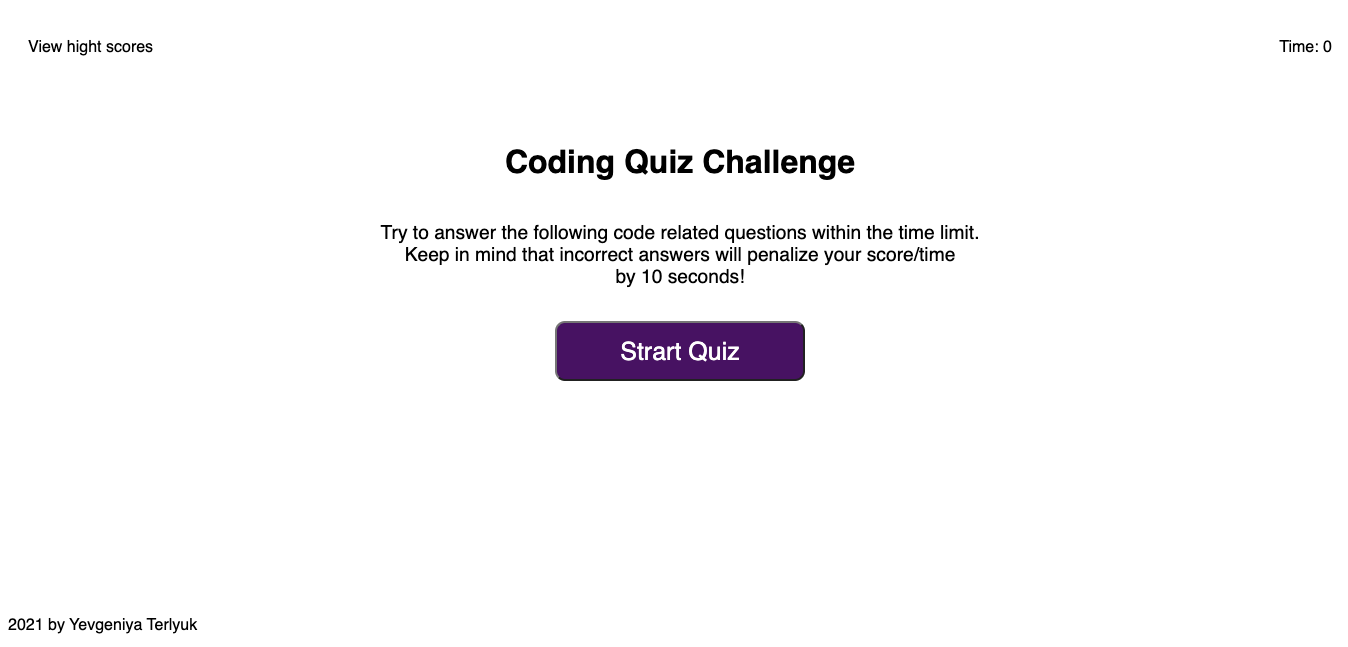 View hight scores
Time: 0
Coding Quiz Challenge
Try to answer the following code related questions within the time limit.
Keep in mind that incorrect answers will penalize your score/time
by 10 seconds!
Strart Quiz
2021 by Yevgeniya Terlyuk